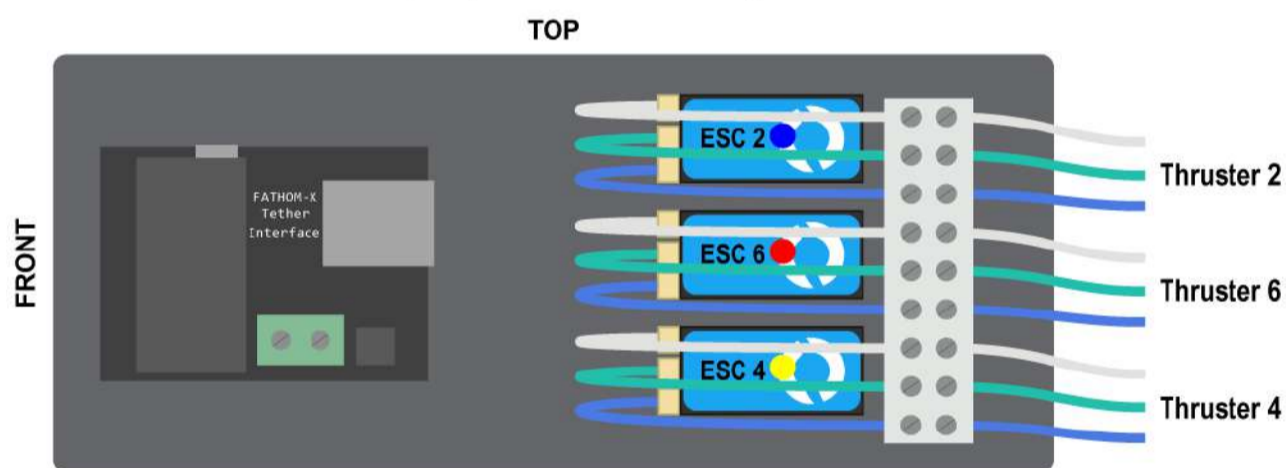 TOP
FRONT
FATHOM-X
Tether
Interface
ESC 2
Thruster 2
ESC 6
Thruster 6
ESC 4
Thruster 4